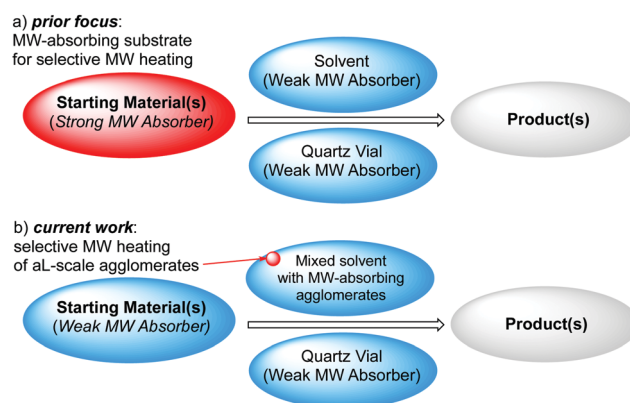 a) prior focus:
MW-absorbing substrate
for selective MW heating
Starting Material(s)
(Strong MW Absorber)
Solvent
(Weak MW Absorber)
Quartz Vial
(Weak MW Absorber)
Product(s)
b) current work:
selective MW heating
of aL-scale agglomerates
Starting Material(s)
(Weak MW Absorber)
Mixed solvent
with MW-absorbing
agglomerates
Quartz Vial
(Weak MW Absorber)
Product(s)